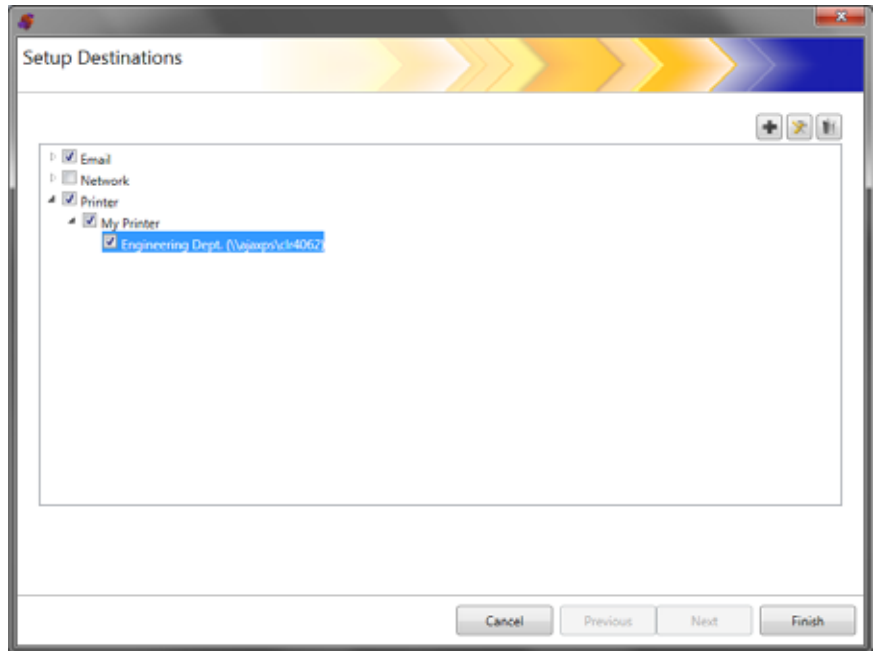 Setup Destinations
Email
Network
Printer
My Printer
Engineering Dept. (\\ajaxps\clr4062)
Cancel Previous Next Finish